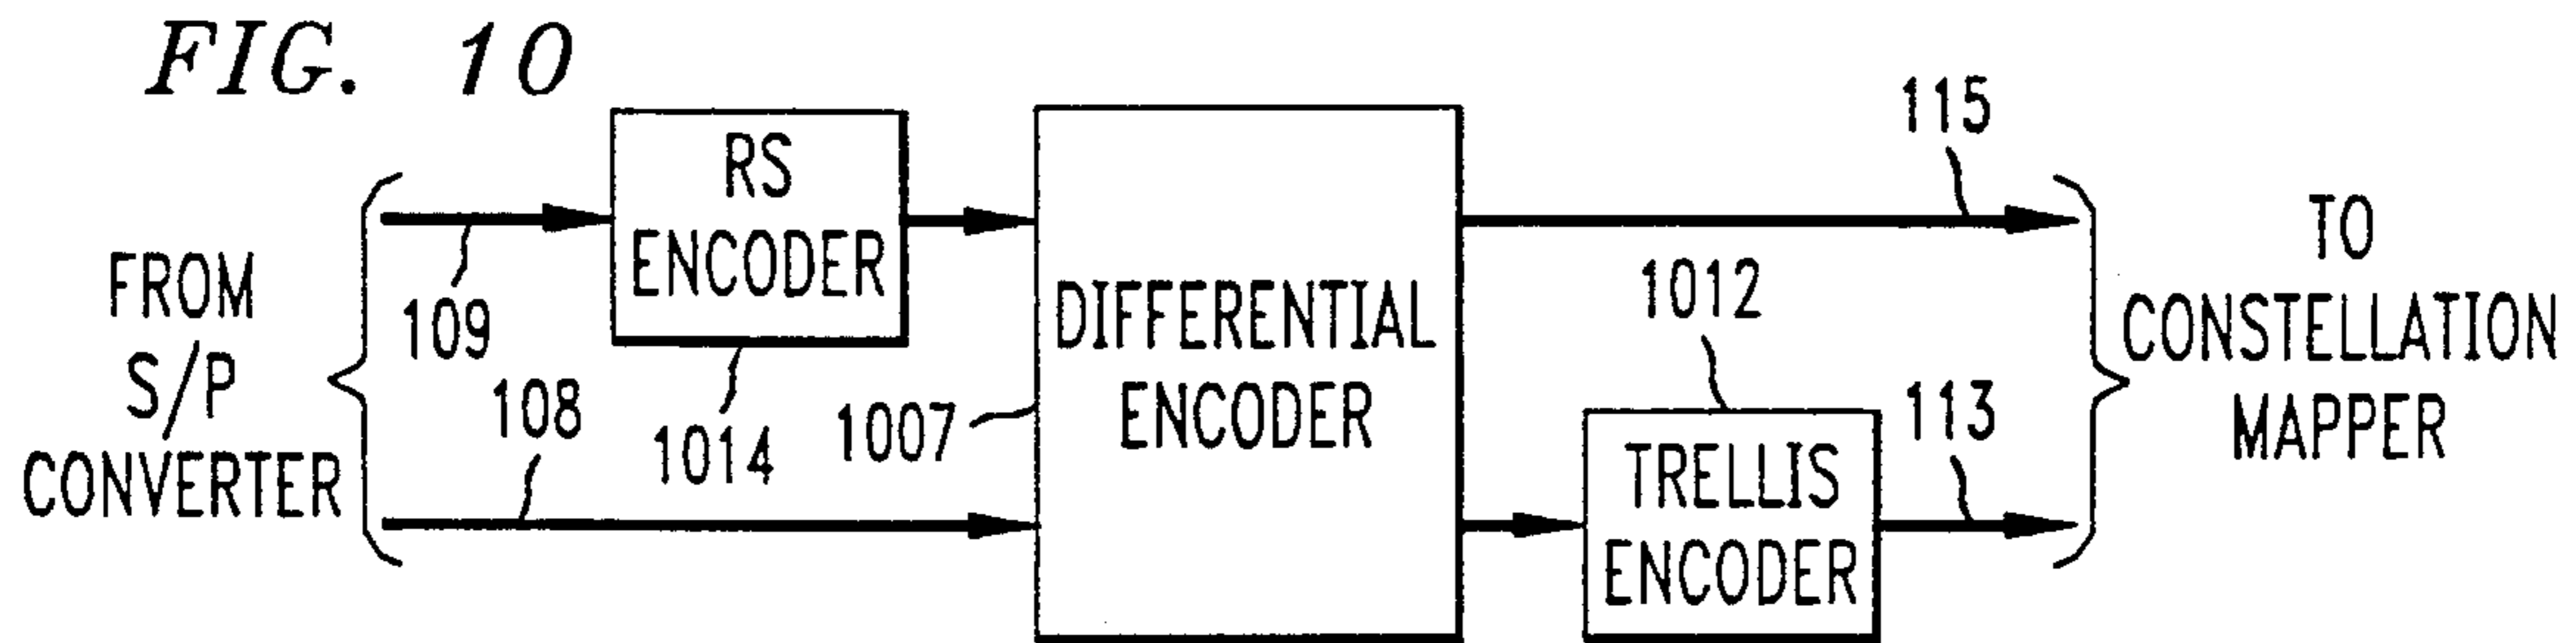 FIG. 10
FROM
S/P
CONVERTER
109
108
RS
ENCODER
1014
1007
DIFFERENTIAL
ENCODER
115
1012
TRELLIS
ENCODER
113
TO
CONSTELLATION
MAPPER